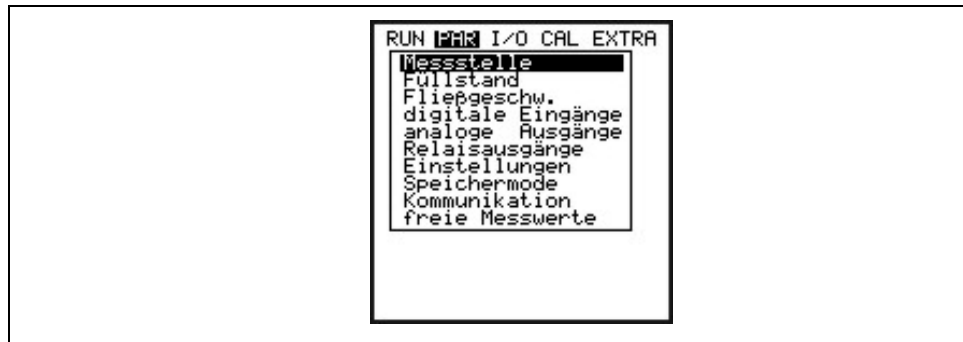 RUN PAR I/O CAL EXTRA
Messstelle
Füllstand
Fließgeschw.
digitale Eingänge
analoge Ausgänge
Relaisausgänge
Einstellungen
Speichermode
Kommunikation
freie Messwerte